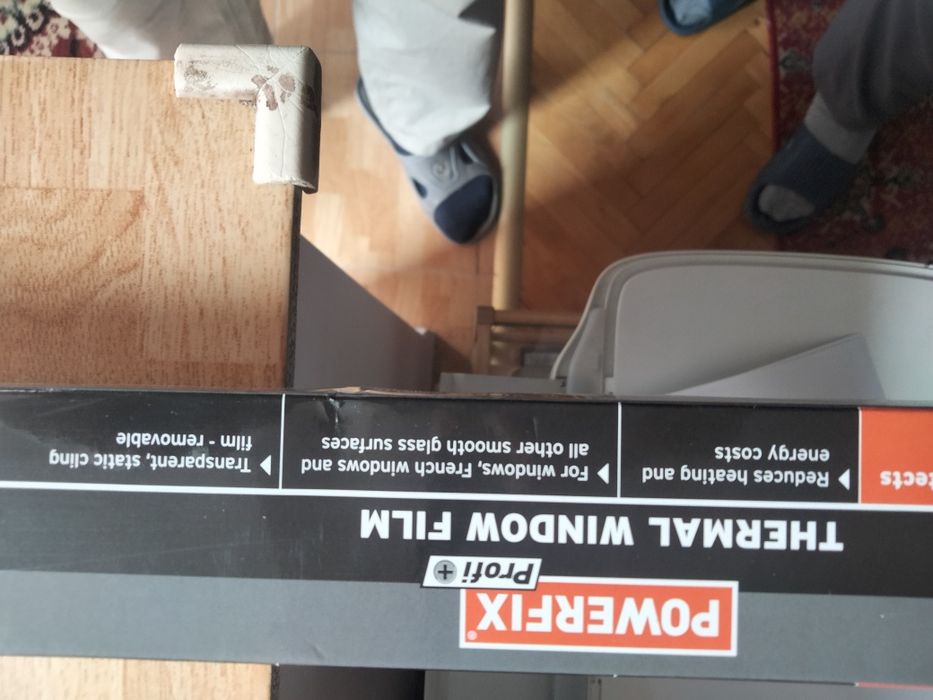 POWERFIX®
Profi+
THERMAL WINDOW FILM
tects
Reduces heating and
energy costs
For windows, French windows and
all other smooth glass surfaces
Transparent, static cling
film - removable